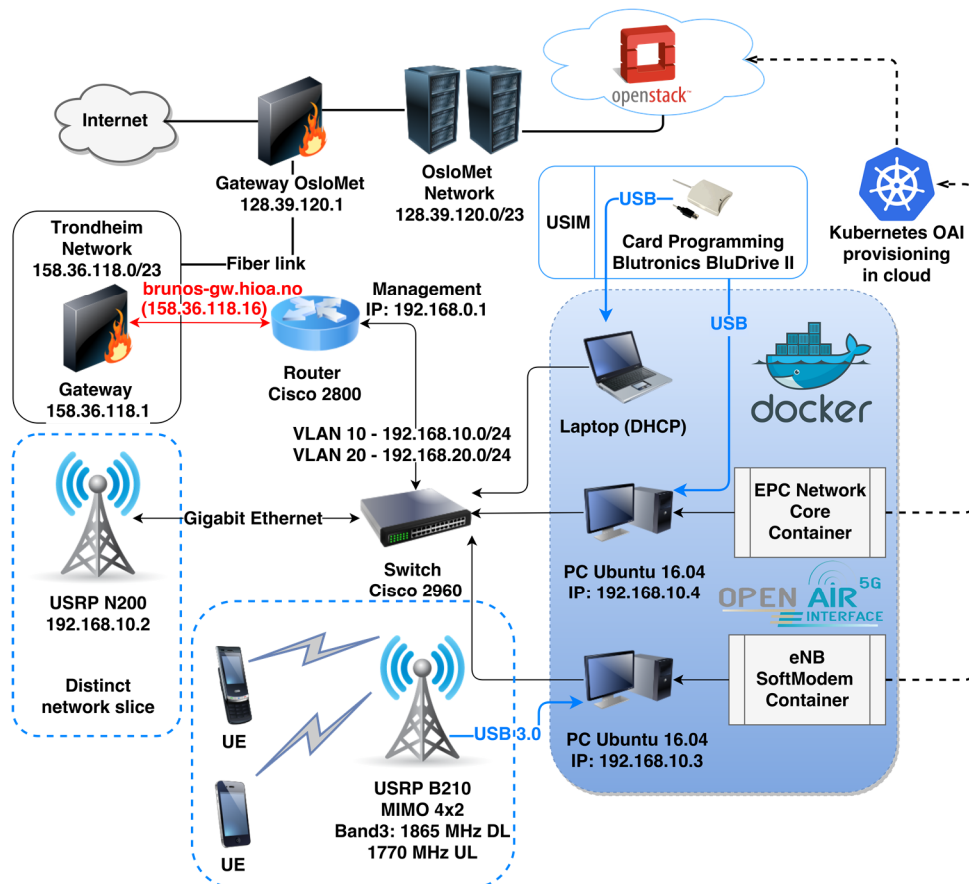 openstack™
Internet
Gateway OsloMet
128.39.120.1
OsloMet
Network
128.39.120.0/23
USIM
USB
Card Programming
Blutronics BluDrive II
Kubernetes OAI
provisioning
in cloud
Trondheim
Network
158.36.118.0/23
Fiber link
brunos-gw.hioa.no
(158.36.118.16)
Management
IP: 192.168.0.1
USB
Gateway
158.36.118.1
Router
Cisco 2800
docker
Laptop (DHCP)
VLAN 10 - 192.168.10.0/24
VLAN 20 - 192.168.20.0/24
Gigabit Ethernet
EPC Network
Core
Container
Switch
Cisco 2960
PC Ubuntu 16.04
IP: 192.168.10.4
OPEN AIR 5G
INTERFACE
USRP N200
192.168.10.2
Distinct
network slice
eNB
SoftModem
Container
UE
USB 3.0
PC Ubuntu 16.04
IP: 192.168.10.3
USRP B210
MIMO 4x2
Band3: 1865 MHz DL
1770 MHz UL
UE